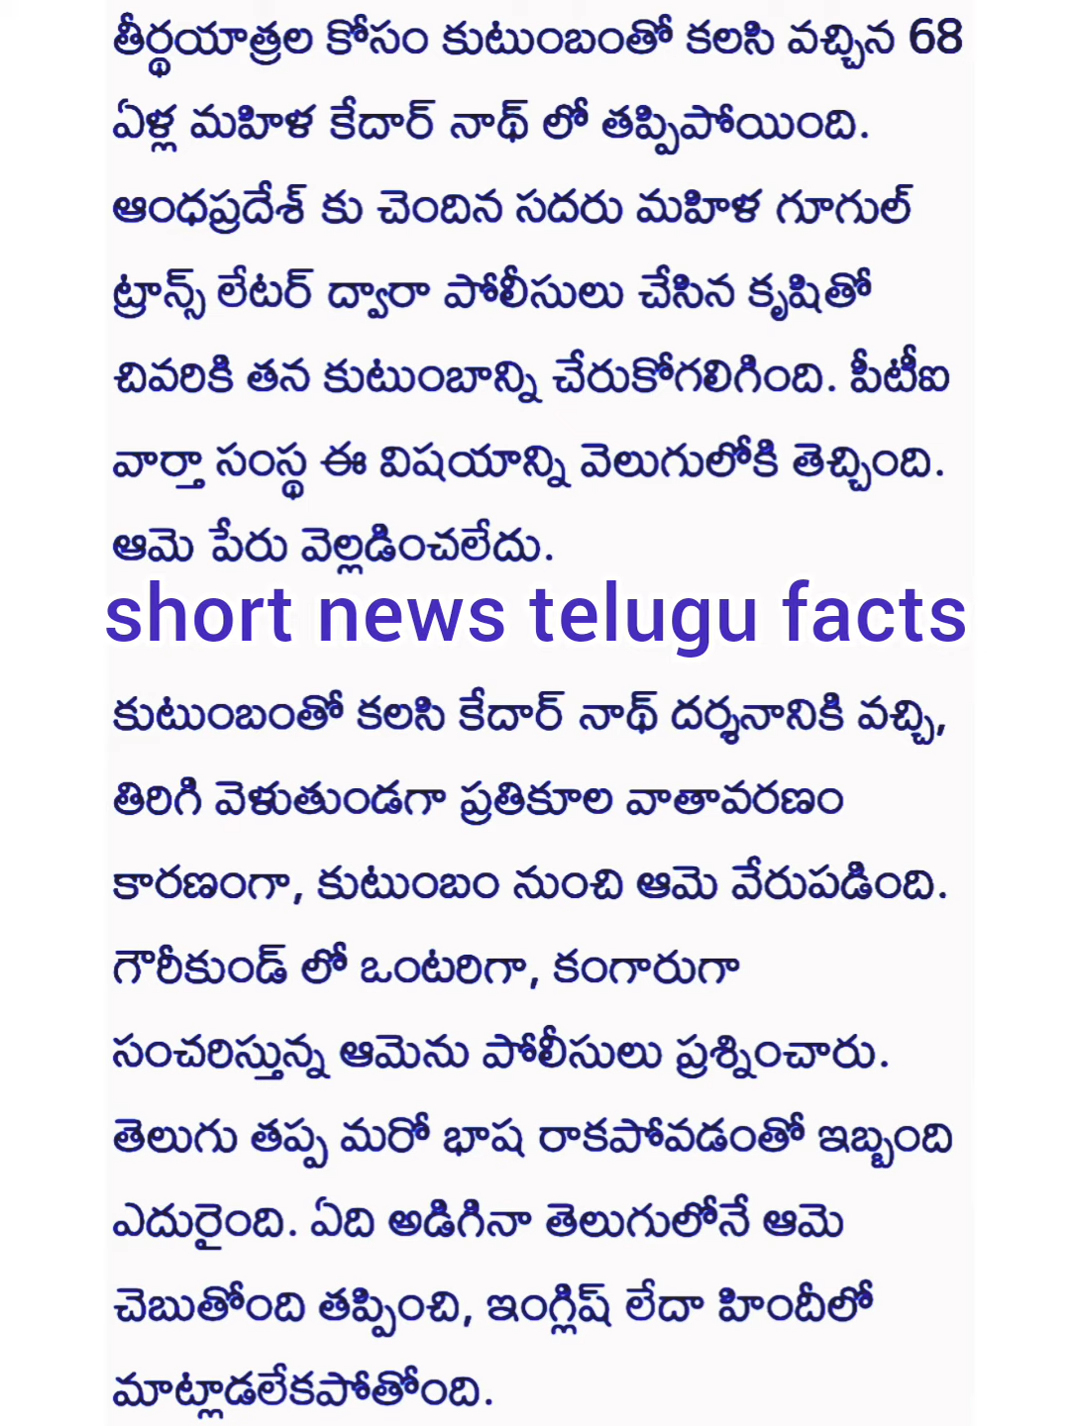 తీర్థయాత్రల కోసం కుటుంబంతో కలసి వచ్చిన 68
ఏళ్ల మహిళ కేదార్ నాథ్ లో తప్పిపోయింది.
ఆంధప్రదేశ్ కు చెందిన సదరు మహిళ గూగుల్
ట్రాన్స్ లేటర్ ద్వారా పోలీసులు చేసిన కృషితో
చివరికి తన కుటుంబాన్ని చేరుకోగలిగింది. పీటీఐ
వార్తా సంస్థ ఈ విషయాన్ని వెలుగులోకి తెచ్చింది.
ఆమె పేరు వెల్లడించలేదు.
short news telugu facts
కుటుంబంతో కలసి కేదార్ నాథ్ దర్శనానికి వచ్చి,
తిరిగి వెళుతుండగా ప్రతికూల వాతావరణం
కారణంగా, కుటుంబం నుంచి ఆమె వేరుపడింది.
గౌరీకుండ్ లో ఒంటరిగా, కంగారుగా
సంచరిస్తున్న ఆమెను పోలీసులు ప్రశ్నించారు.
తెలుగు తప్ప మరో భాష రాకపోవడంతో ఇబ్బంది
ఎదురైంది. ఏది అడిగినా తెలుగులోనే ఆమె
చెబుతోంది తప్పించి, ఇంగ్లిష్ లేదా హిందీలో
మాట్లాడలేకపోతోంది.